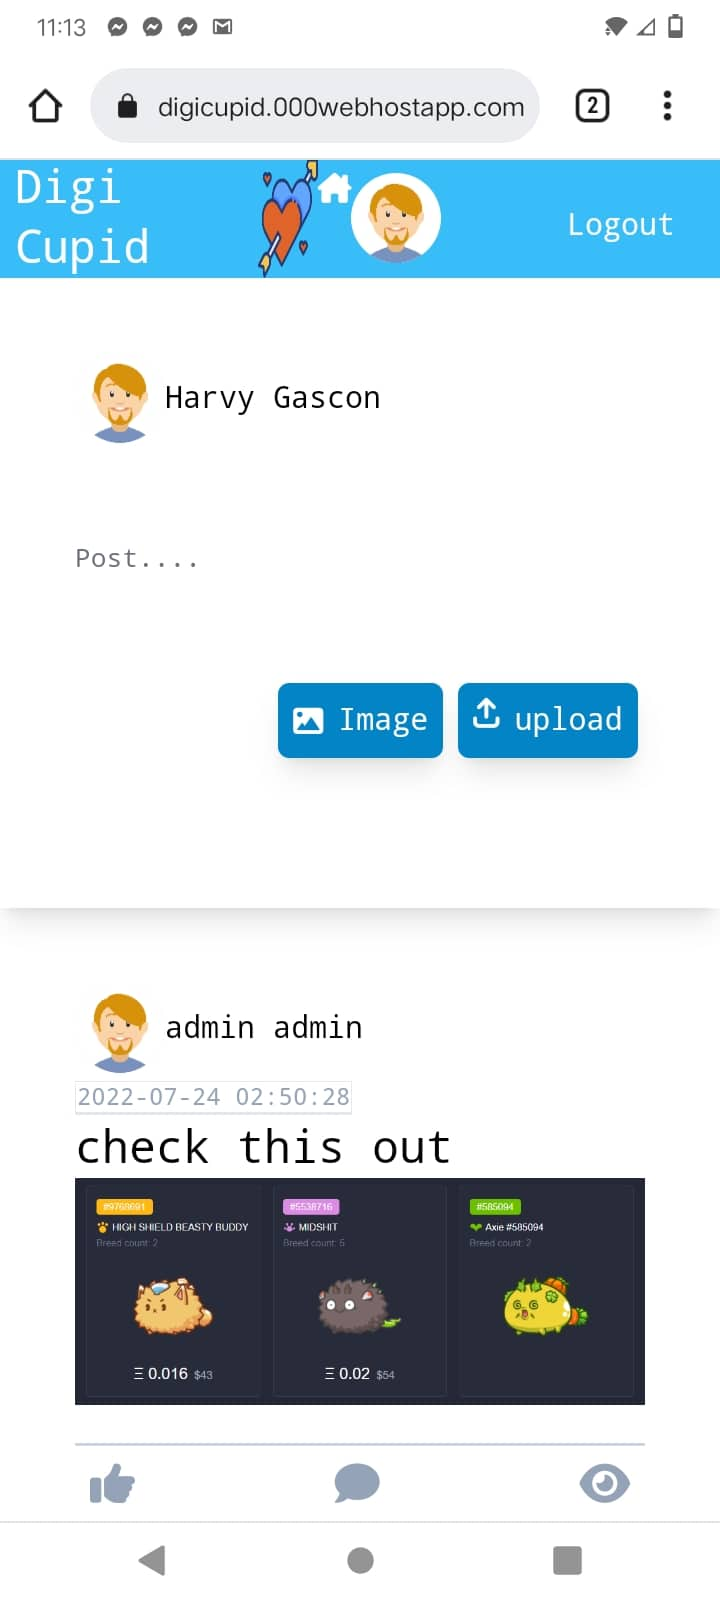 11:13
digicupid.000webhostapp.com
2
Digi
Cupid
Logout
Harvy Gascon
Post....
Image
upload
admin admin
2022-07-24 02:50:28
check this out
#9768691 #5538716 #585094
HIGH SHIELD BEASTY BUDDY MIDSHIT Axie #585094
Breed count: 2 Breed count: 5 Breed count: 2
Ξ 0.016 $43 Ξ 0.02 $54